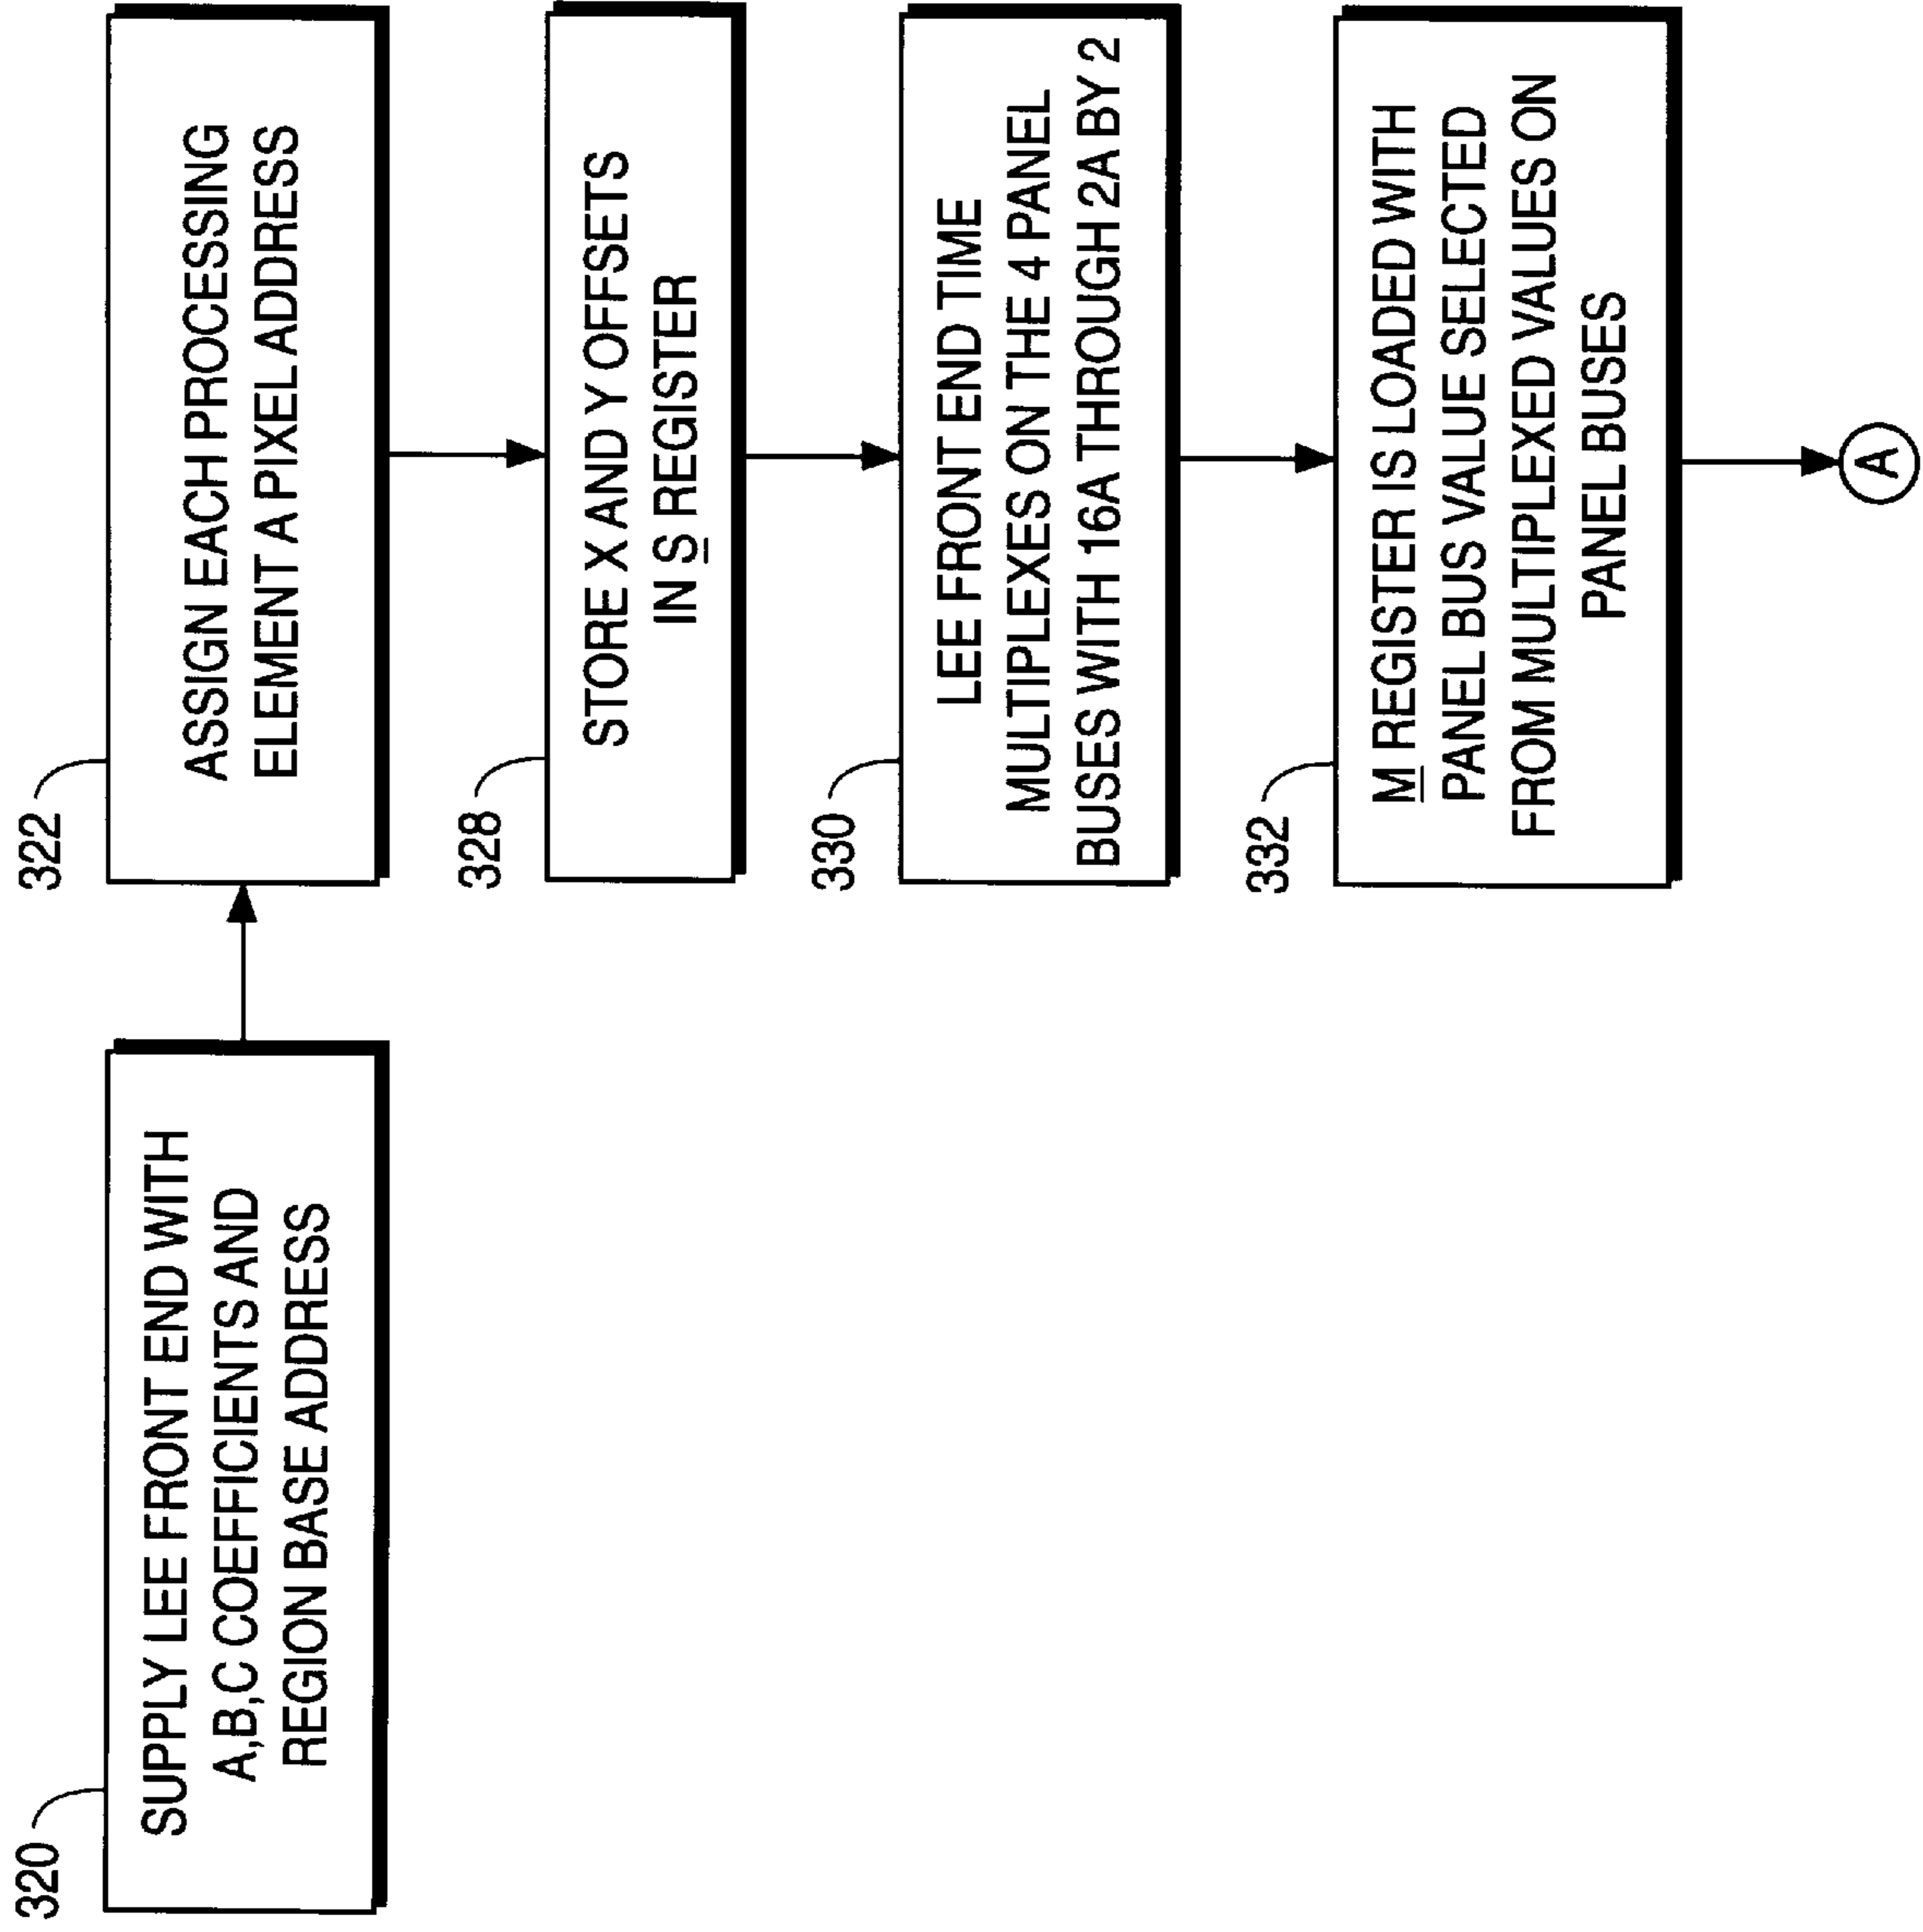 320
SUPPLY LEE FRONT END WITH
A,B,C COEFFICIENTS AND
REGION BASE ADDRESS
322
ASSIGN EACH PROCESSING
ELEMENT A PIXEL ADDRESS
328
STORE X AND Y OFFSETS
IN S REGISTER
330
LEE FRONT END TIME
MULTIPLEXES ON THE 4 PANEL
BUSES WITH 16A THROUGH 2A BY 2
332
M REGISTER IS LOADED WITH
PANEL BUS VALUE SELECTED
FROM MULTIPLEXED VALUES ON
PANEL BUSES
A